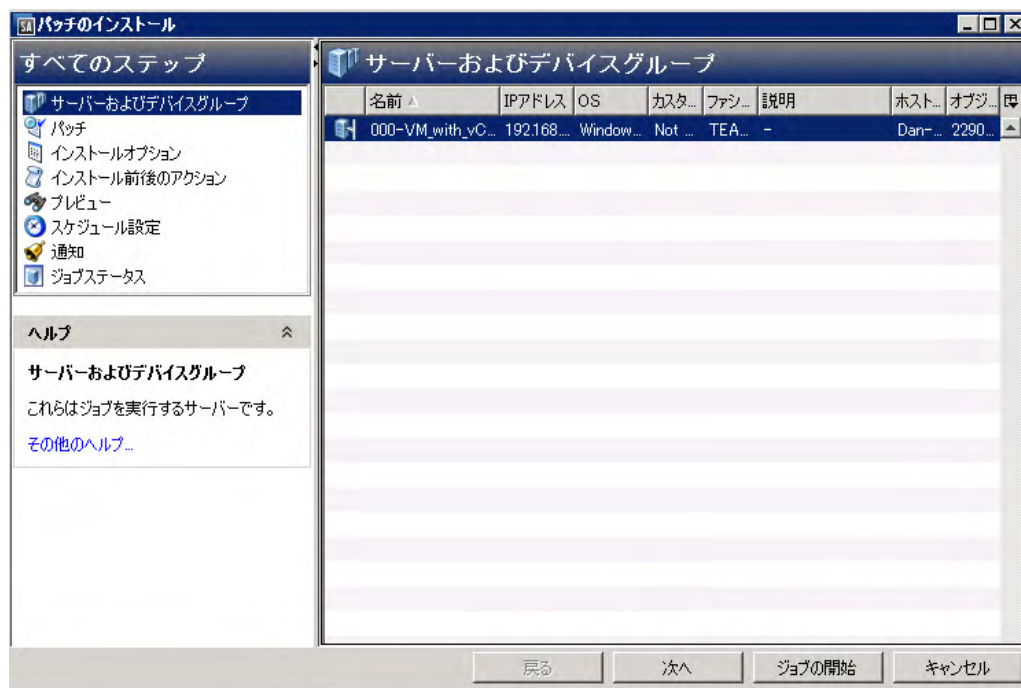 SA パッチのインストール
すべてのステップ
サーバーおよびデバイスグループ
パッチ
インストールオプション
インストール前後のアクション
プレビュー
スケジュール設定
通知
ジョブステータス
ヘルプ
サーバーおよびデバイスグループ
これらはジョブを実行するサーバーです。
その他のヘルプ...
サーバーおよびデバイスグループ
名前 IPアドレス OS カスタ... ファシ... 説明 ホスト... オブジ...
000-VM_with_vC... 192.168.... Window... Not ... TEA... - Dan-... 2290...
戻る 次へ ジョブの開始 キャンセル